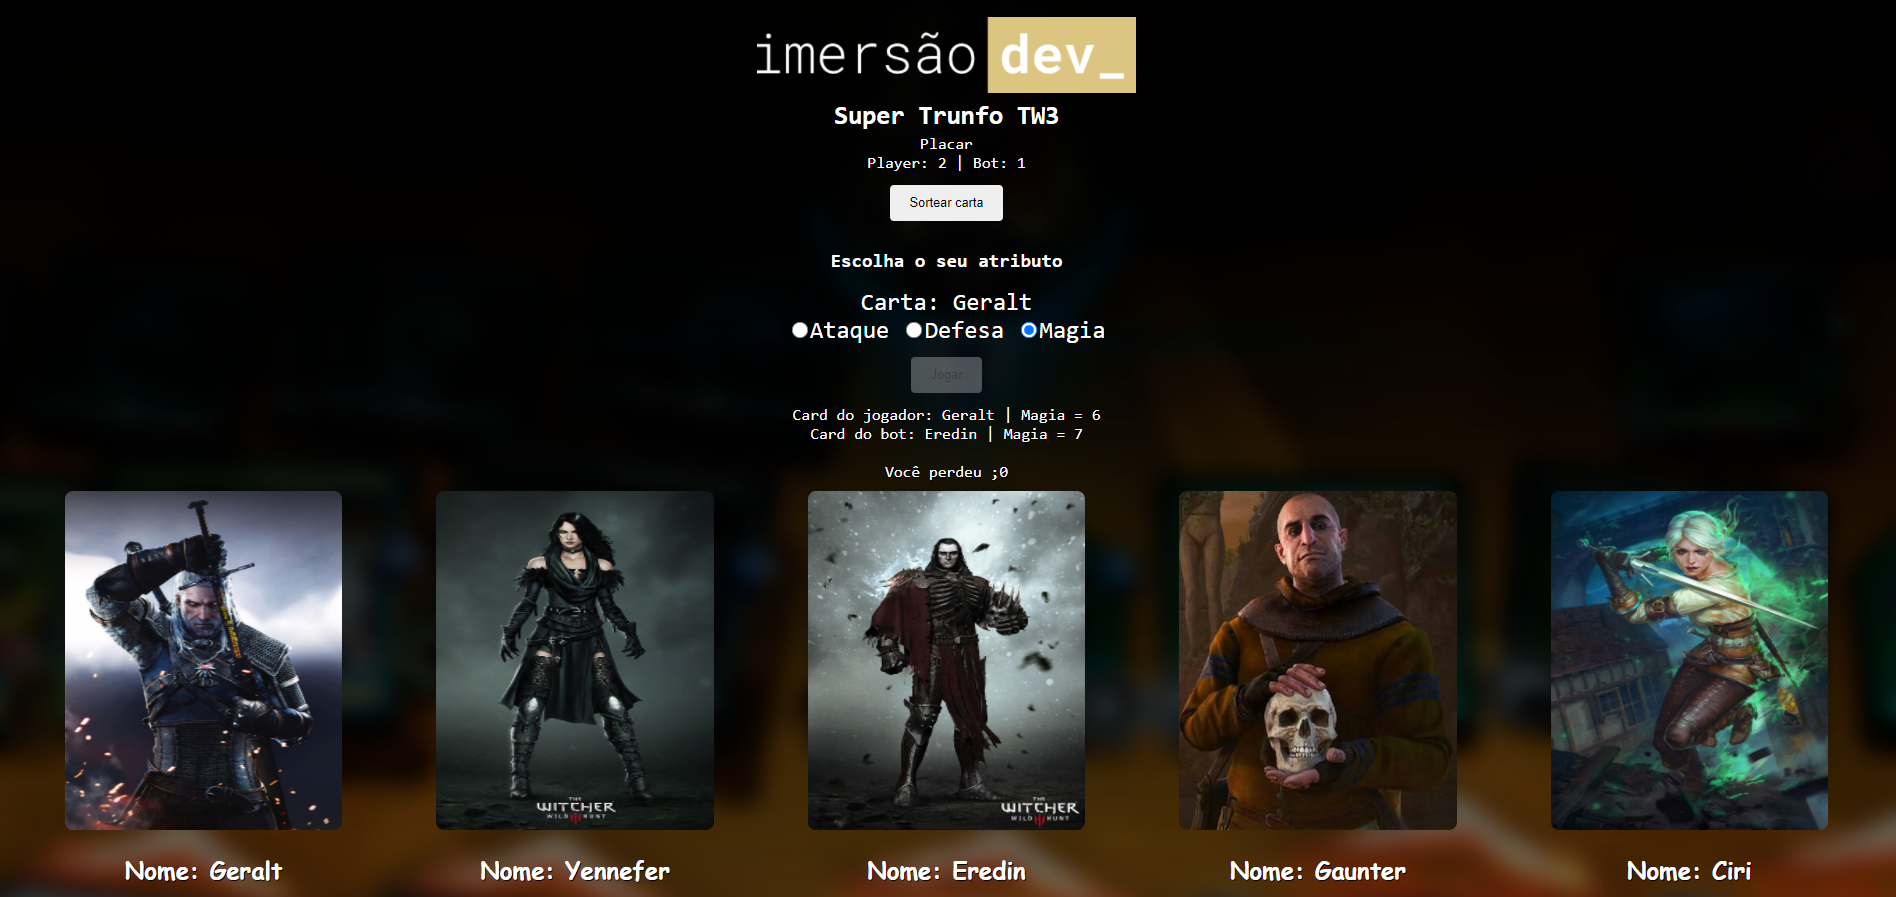 imersão dev_
Super Trunfo TW3
Placar
Player: 2 | Bot: 1
Sortear carta
Escolha o seu atributo
Carta: Geralt
Ataque Defesa Magia
Jogar
Card do jogador: Geralt | Magia = 6
Card do bot: Eredin | Magia = 7
Você perdeu ;0
THE
WITCHER
WILD HUNT
THE
WITCHER
WILD HUNT
Nome: Geralt
Nome: Yennefer
Nome: Eredin
Nome: Gaunter
Nome: Ciri